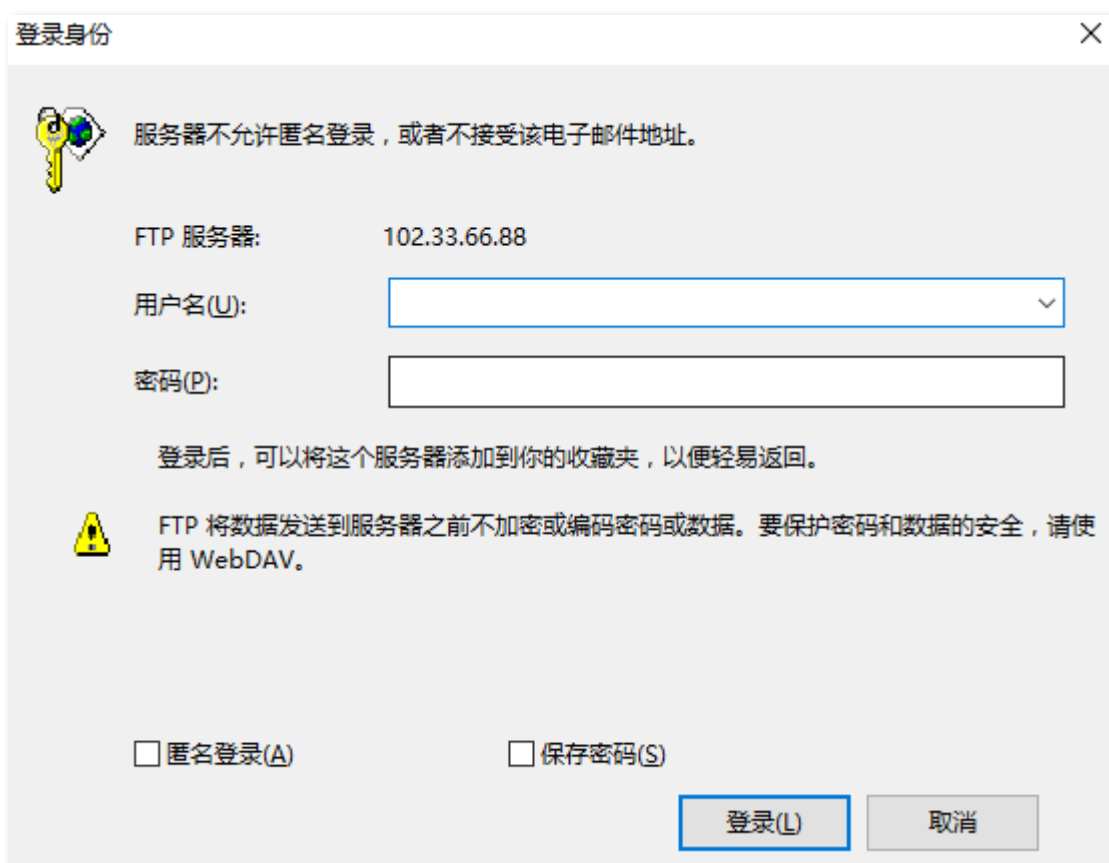 登录身份
服务器不允许匿名登录，或者不接受该电子邮件地址。
FTP 服务器: 102.33.66.88
用户名(U):
密码(P):
登录后，可以将这个服务器添加到你的收藏夹，以便轻易返回。
FTP 将数据发送到服务器之前不加密或编码密码或数据。要保护密码和数据的安全，请使
用 WebDAV。
匿名登录(A) 保存密码(S)
登录(L) 取消